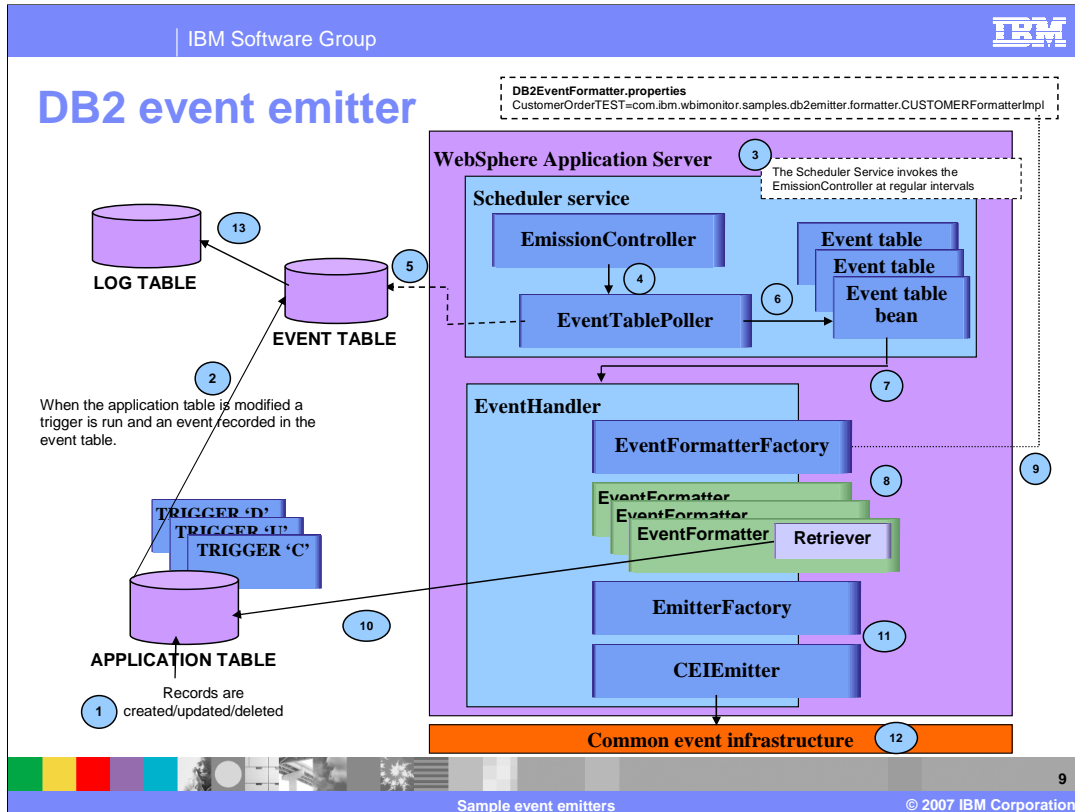 IBM Software Group
IBM
DB2 event emitter
DB2EventFormatter.properties
CustomerOrderTEST=com.ibm.wbimonitor.samples.db2emitter.formatter.CUSTOMERFormatterImpl
WebSphere Application Server
3
The Scheduler Service invokes the
EmissionController at regular intervals
Scheduler service
EmissionController
4
EventTablePoller
6
Event table
Event table
Event table
bean
13
LOG TABLE
5
EVENT TABLE
2
When the application table is modified a
trigger is run and an event recorded in the
event table.
7
EventHandler
EventFormatterFactory
9
8
EventFormatter
EventFormatter
EventFormatter
Retriever
TRIGGER ‘D’
TRIGGER ‘U’
TRIGGER ‘C’
EmitterFactory
10
11
APPLICATION TABLE
CEIEmitter
1
Records are
created/updated/deleted
Common event infrastructure
12
9
Sample event emitters
© 2007 IBM Corporation